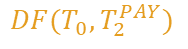 DF(T₀, T₂ᴾᴬʸ)